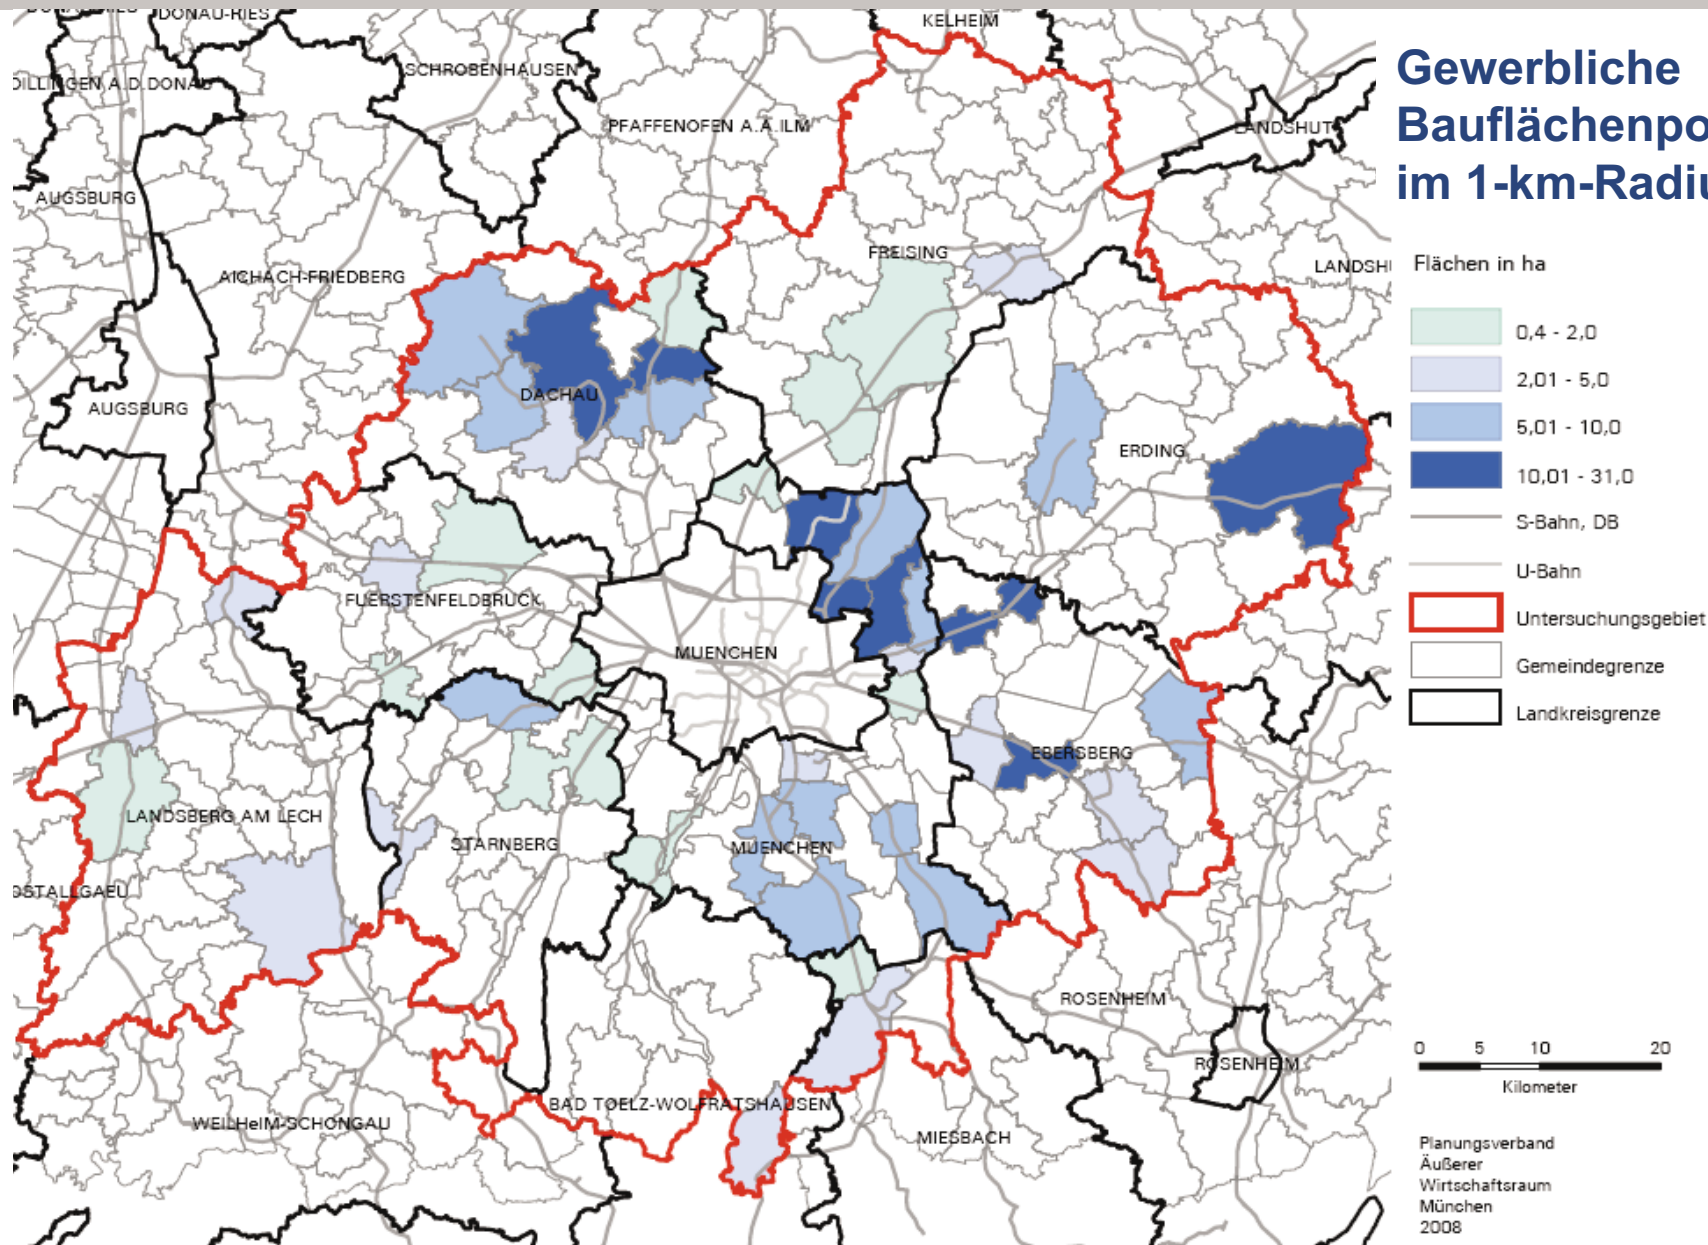 DONAU-RIES
KELHEIM
SCHROBENHAUSEN
DILLINGEN A.D.DONAU
PFAFFENOFEN A.A.ILM
LANDSHUT
AUGSBURG
FREISING
AICHACH-FRIEDBERG
LANDSHU
AUGSBURG
DACHAU
ERDING
FUERSTENFELDBRUCK
MUENCHEN
EBERSBERG
LANDSBERG AM LECH
STARNBERG
MUENCHEN
OSTALLGAEU
ROSENHEIM
ROSENHEIM
BAD TOELZ-WOLFRATSHAUSEN
WEILHeIM-SCHONGAU
MIESBACH
Gewerbliche
Bauflächenpo
im 1-km-Radiu
Flächen in ha
0,4 - 2,0
2,01 - 5,0
5,01 - 10,0
10,01 - 31,0
S-Bahn, DB
U-Bahn
Untersuchungsgebiet
Gemeindegrenze
Landkreisgrenze
0 5 10 20
Kilometer
Planungsverband
Äußerer
Wirtschaftsraum
München
2008